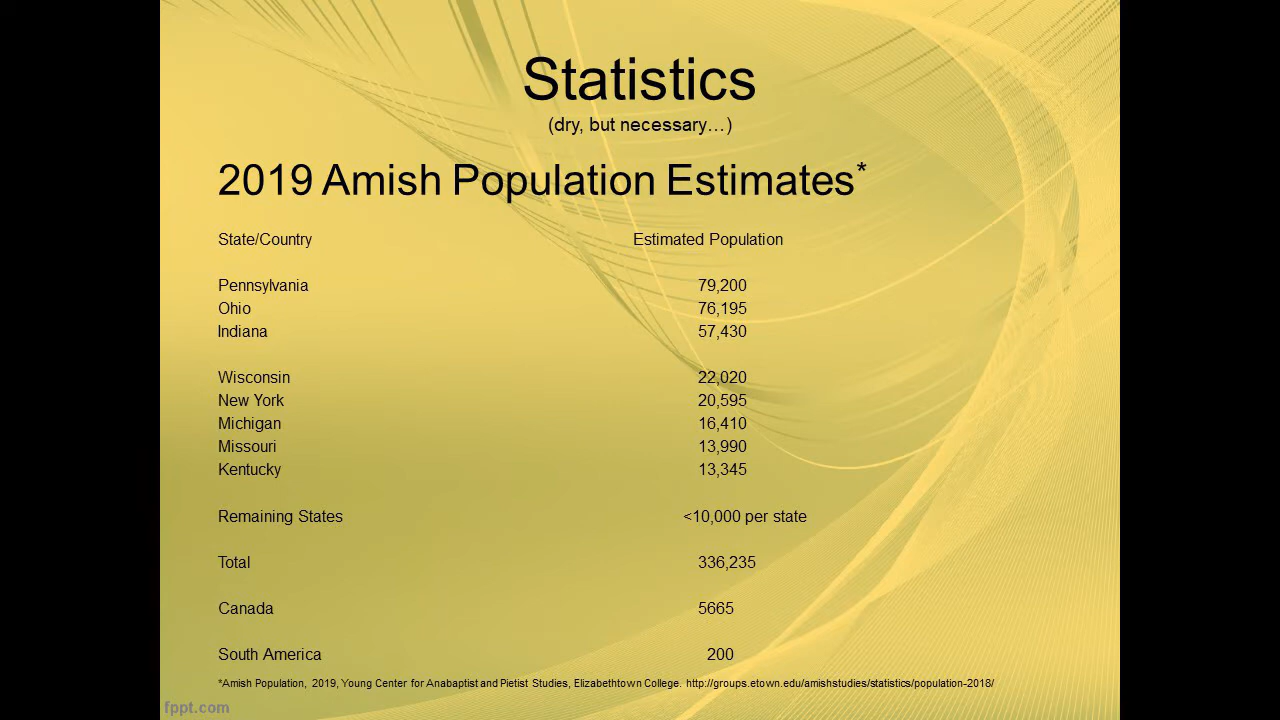 Statistics
(dry, but necessary…)
2019 Amish Population Estimates*
State/Country Estimated Population
Pennsylvania 79,200
Ohio 76,195
Indiana 57,430
Wisconsin 22,020
New York 20,595
Michigan 16,410
Missouri 13,990
Kentucky 13,345
Remaining States <10,000 per state
Total 336,235
Canada 5665
South America 200
*Amish Population, 2019, Young Center for Anabaptist and Pietist Studies, Elizabethtown College. http://groups.etown.edu/amishstudies/statistics/population-2018/
fppt.com